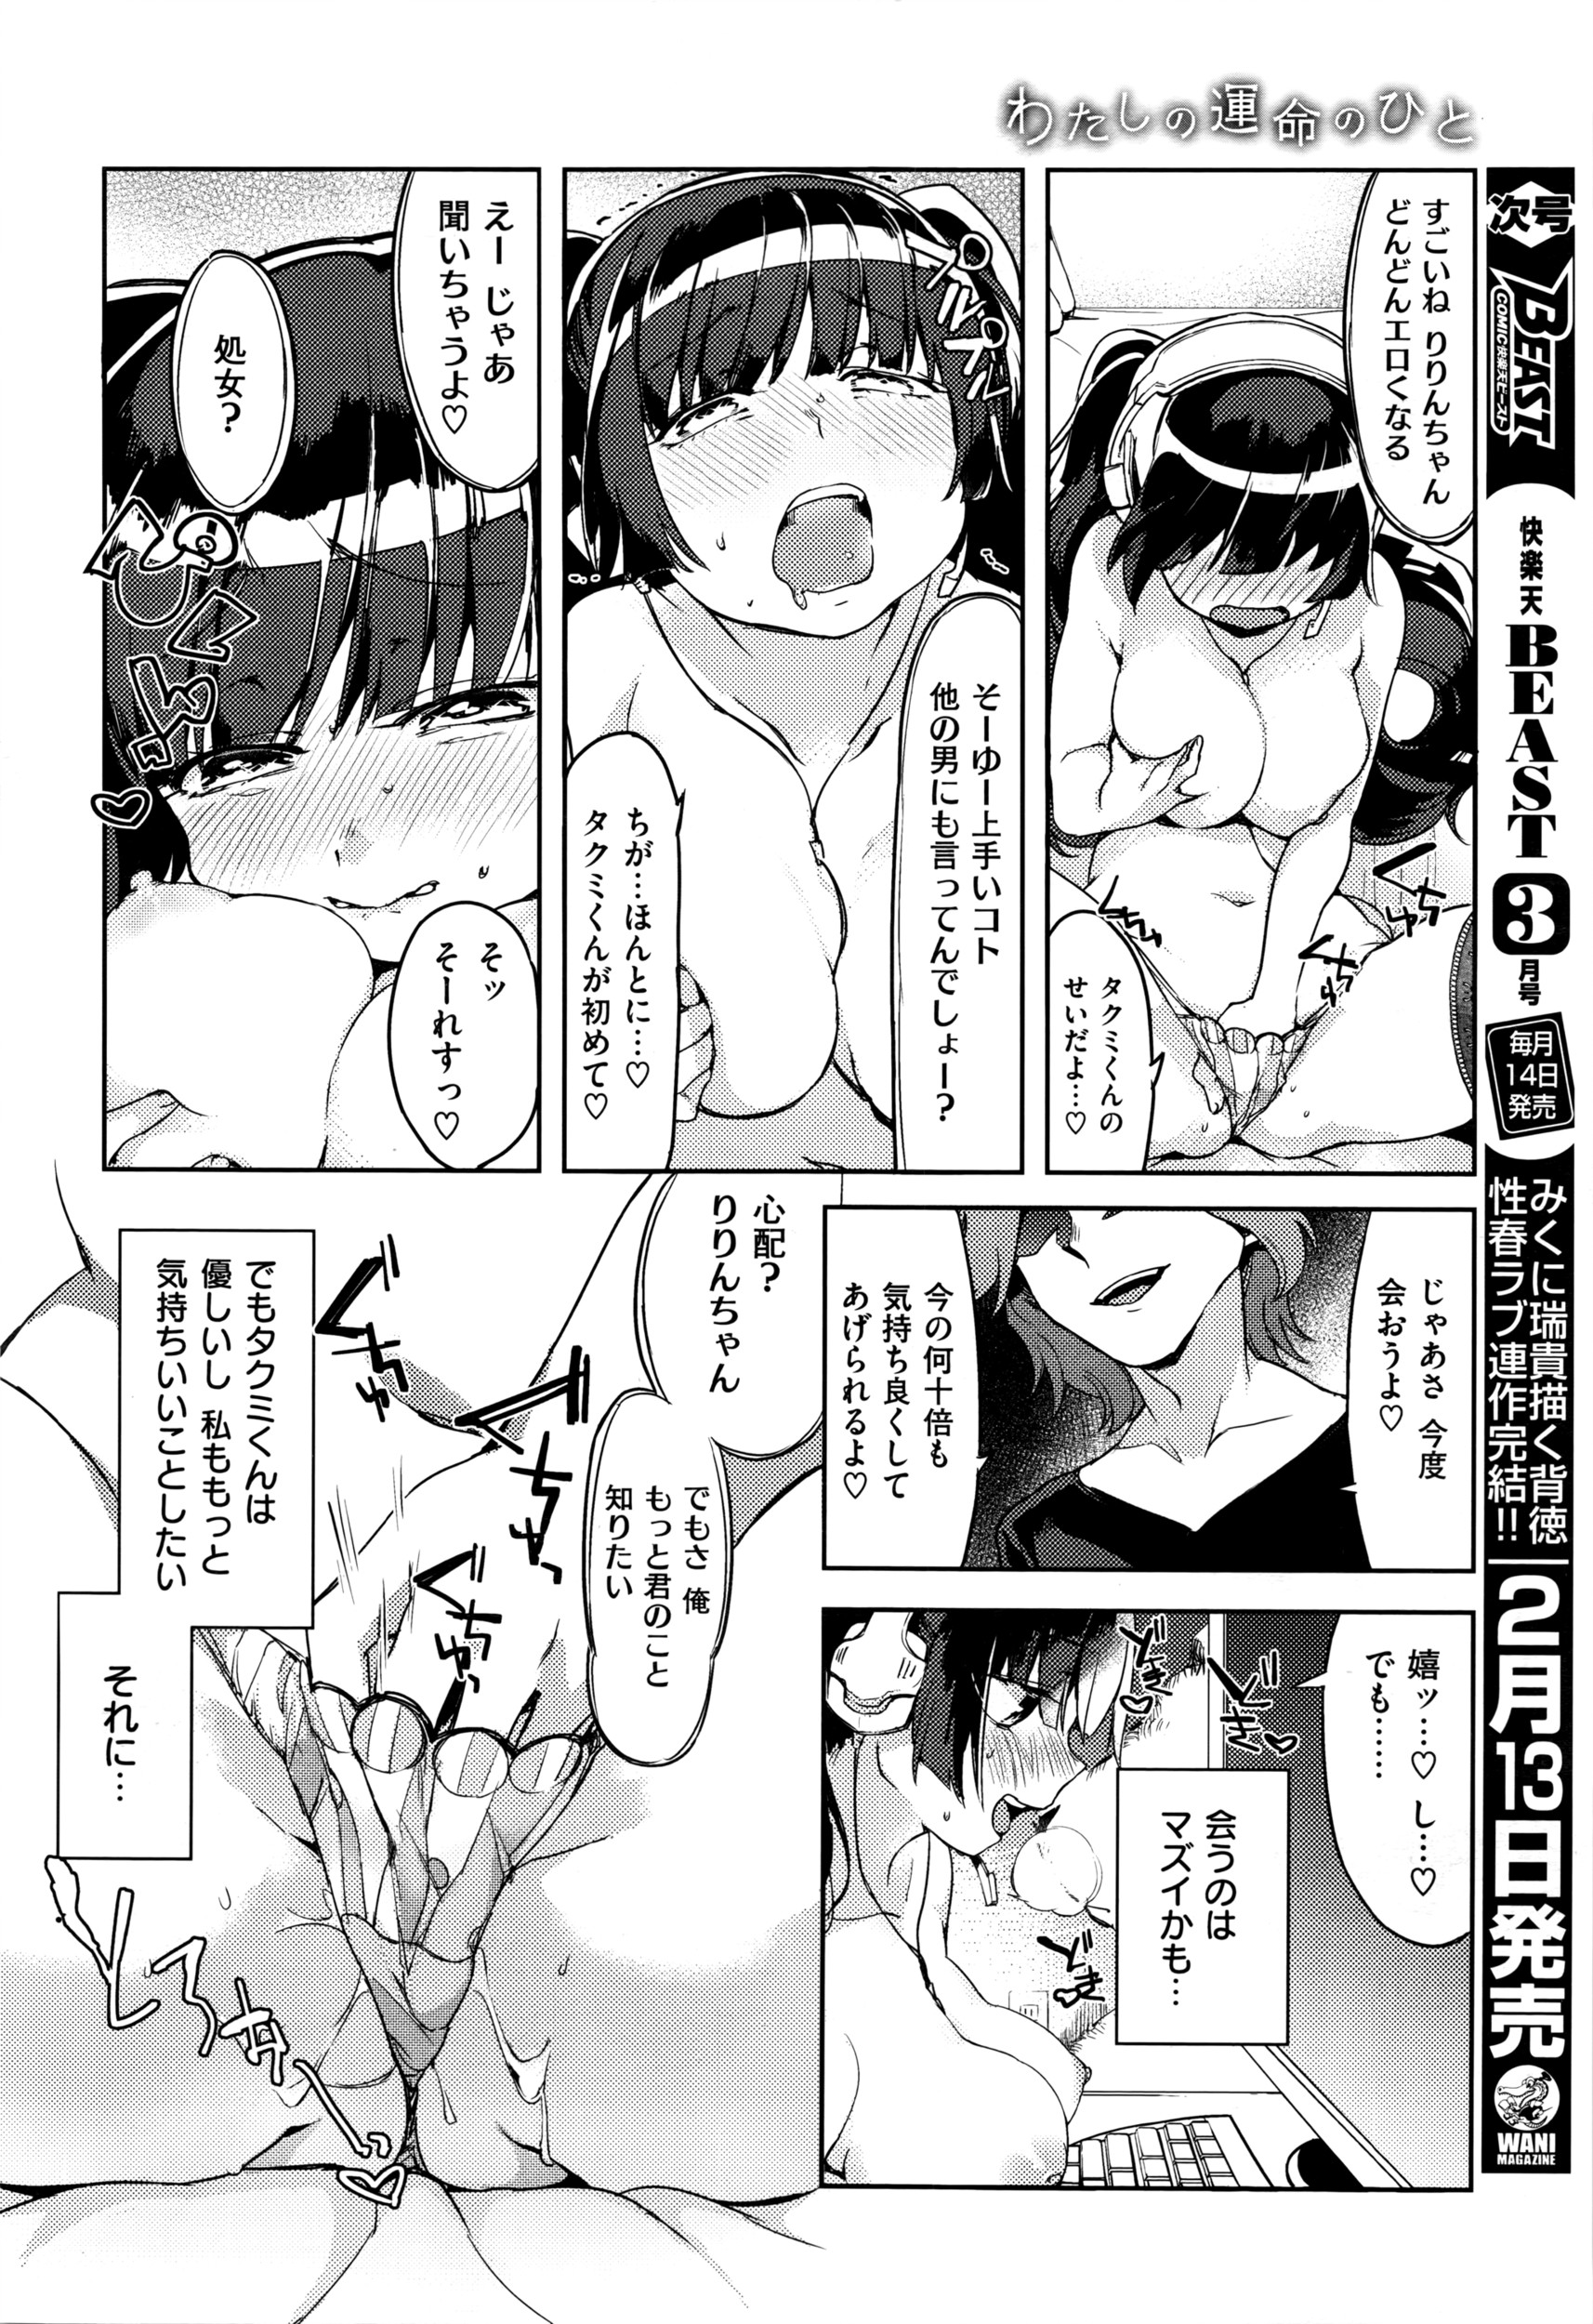 わたしの運命のひと
すごいね りりんちゃん
どんどんエロくなる
くちゅ
ちゅ
タクミくんの
せいだよ…♡
プル
プル
そーゆー上手いコト
他の男にも言ってんでしょー?
ちが…ほんとに…♡
タクミくんが初めて♡
えー じゃあ
聞いちゃうよ♡
処女?
そッ
そーれすっ♡
じゃあさ 今度
会おうよ♡
今の何十倍も
気持ち良くして
あげられるよ♡
嬉ッ…♡ し…♡
でも……
どき♡
どき♡
どき
会うのは
マズイかも…
心配?
りりんちゃん
でもさ 俺
もっと君のこと
知りたい
くちゅ
くちゅ
ちゅ
でもタクミくんは
優しいし 私ももっと
気持ちいいことしたい
それに…
次号
BEAST
COMIC快楽天ビースト
快楽天
BEAST
3
月号
毎月
14日
発売
みくに瑞貴描く背徳
性春ラブ連作完結!!
2月13日発売
WANI
MAGAZINE